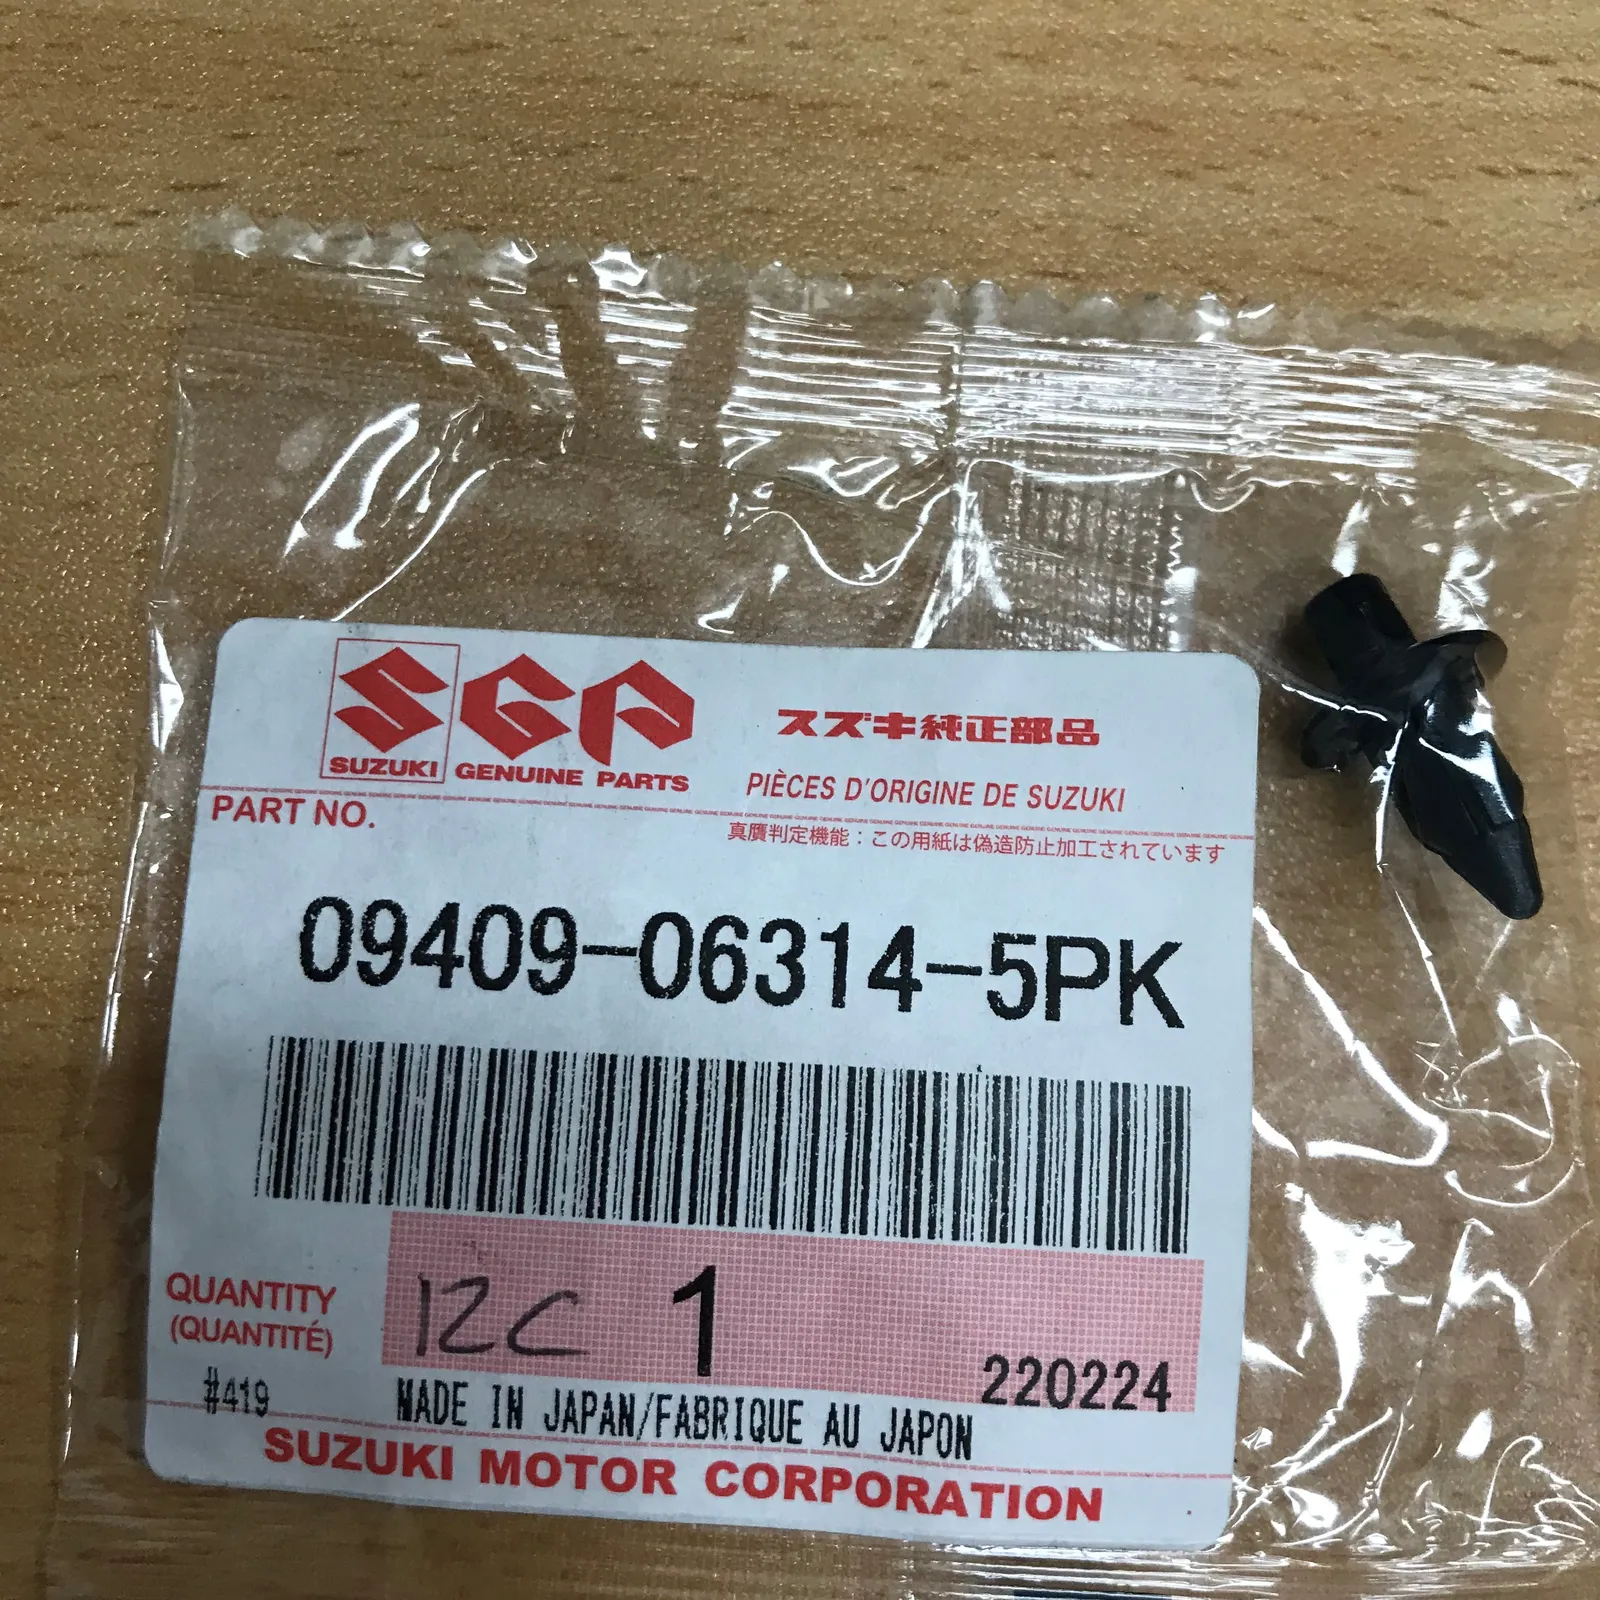 SGP
SUZUKI GENUINE PARTS
スズキ純正部品
PIÈCES D'ORIGINE DE SUZUKI
PART NO.
真贋判定機能：この用紙は偽造防止加工されています
09409-06314-5PK
QUANTITY
(QUANTITÉ)
12C 1
220224
#419
MADE IN JAPAN/FABRIQUE AU JAPON
SUZUKI MOTOR CORPORATION